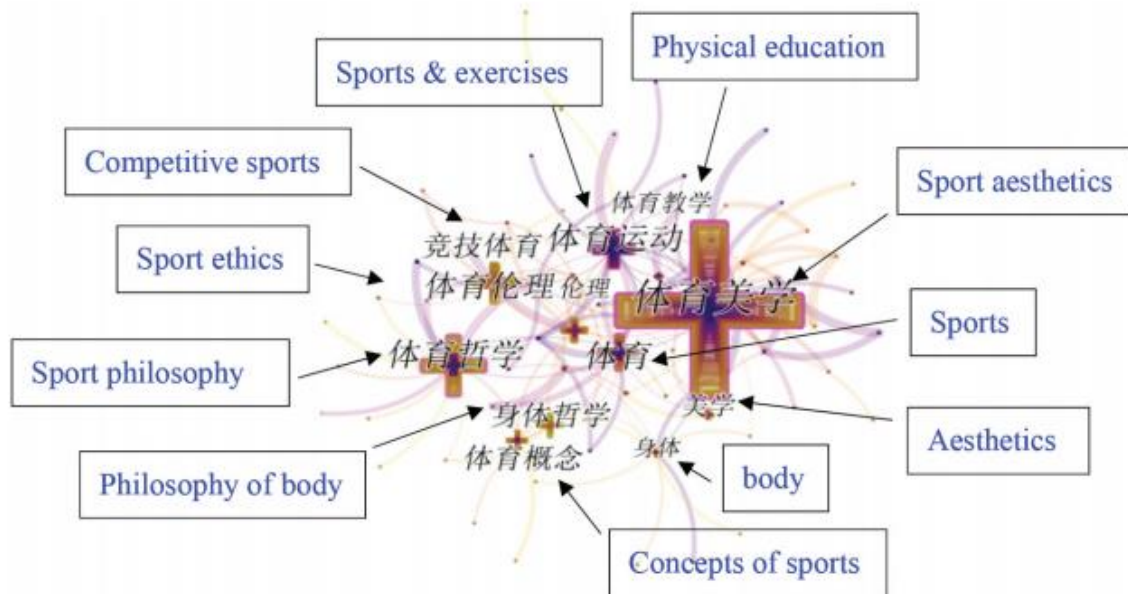 Physical education
Sports & exercises
Competitive sports
Sport aesthetics
体育教学
体育运动
竞技体育
Sport ethics
体育伦理
伦理
体育美学
Sports
Sport philosophy
体育哲学
体育
美学
身体哲学
Aesthetics
身体
体育概念
Philosophy of body
body
Concepts of sports